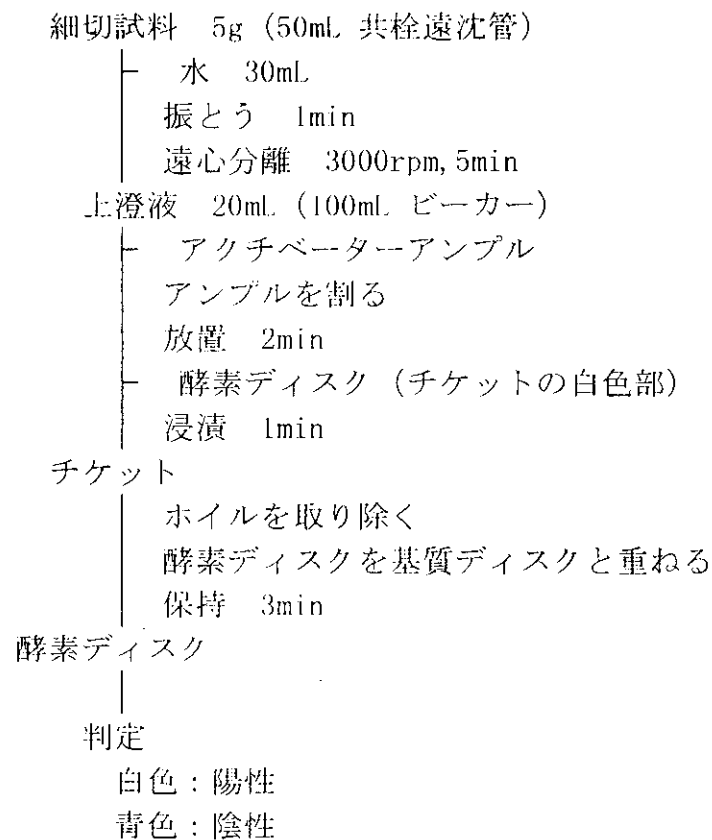 細切試料 5g (50mL 共栓遠沈管)
水 30mL
振とう 1min
遠心分離 3000rpm,5min
上澄液 20mL (100mL ビーカー)
アクチベーターアンプル
アンプルを割る
放置 2min
酵素ディスク (チケットの白色部)
浸漬 1min
チケット
ホイルを取り除く
酵素ディスクを基質ディスクと重ねる
保持 3min
酵素ディスク
判定
白色:陽性
青色:陰性